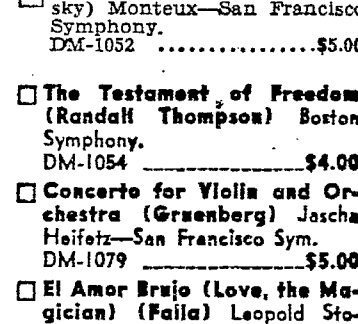 sky) Monteux—San Francisco
Symphony.
DM-1052 ................$5.00
☐ The Testament of Freedom
(Randall Thompson) Boston
Symphony.
DM-1054 ________________$4.00
☐ Concerto for Violin and Or-
chestra (Gruenberg) Jascha
Heifetz—San Francisco Sym.
DM-1079 ________________$5.00
☐ El Amor Brujo (Love, the Ma-
gician) (Falla) Leopold Sto-